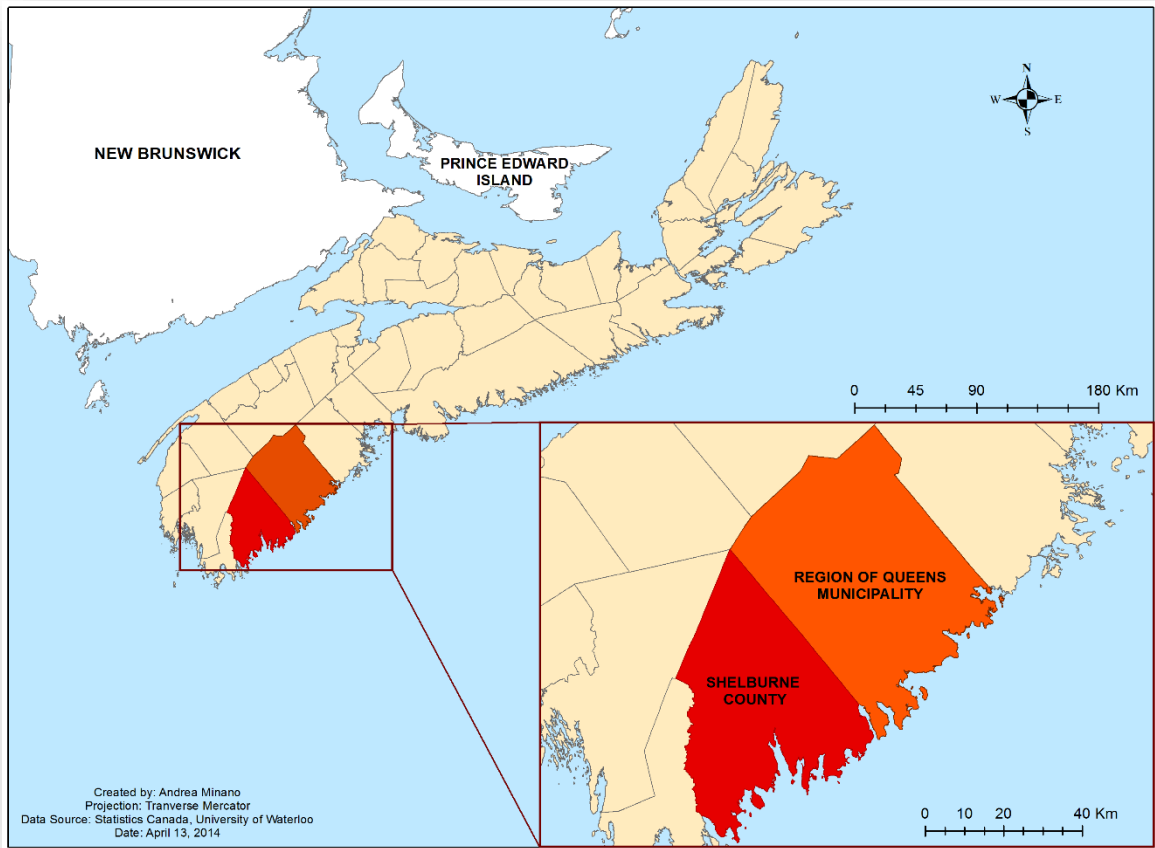 N
W E
S
NEW BRUNSWICK
PRINCE EDWARD
ISLAND
0 45 90 180 Km
REGION OF QUEENS
MUNICIPALITY
SHELBURNE
COUNTY
Created by: Andrea Minano
Projection: Tranverse Mercator
Data Source: Statistics Canada, University of Waterloo
Date: April 13, 2014
0 10 20 40 Km